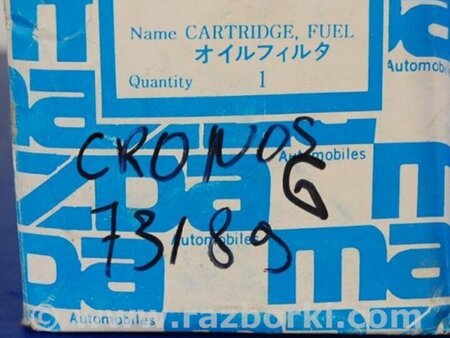 Name CARTRIDGE, FUEL
オイルフィルタ
Quantity 1
Automobiles
CRONOS
Automobiles
G
73189
Automobiles
mazda
Automobiles
www.razborki.com